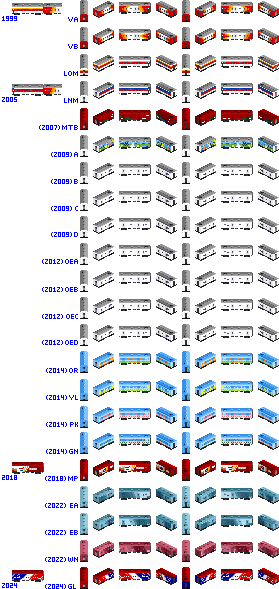 1999 VA
VB
LOM
2005 LNM
(2007) MTB
(2009) A
(2009) B
(2009) C
(2009) D
(2012) OEA
(2012) OEB
(2012) OEC
(2012) OED
(2014) OR
(2014) YL
(2014) PK
(2014) GN
2018 (2018) MP
(2022) EA
(2022) EB
(2022) WN
2024 (2024) GL